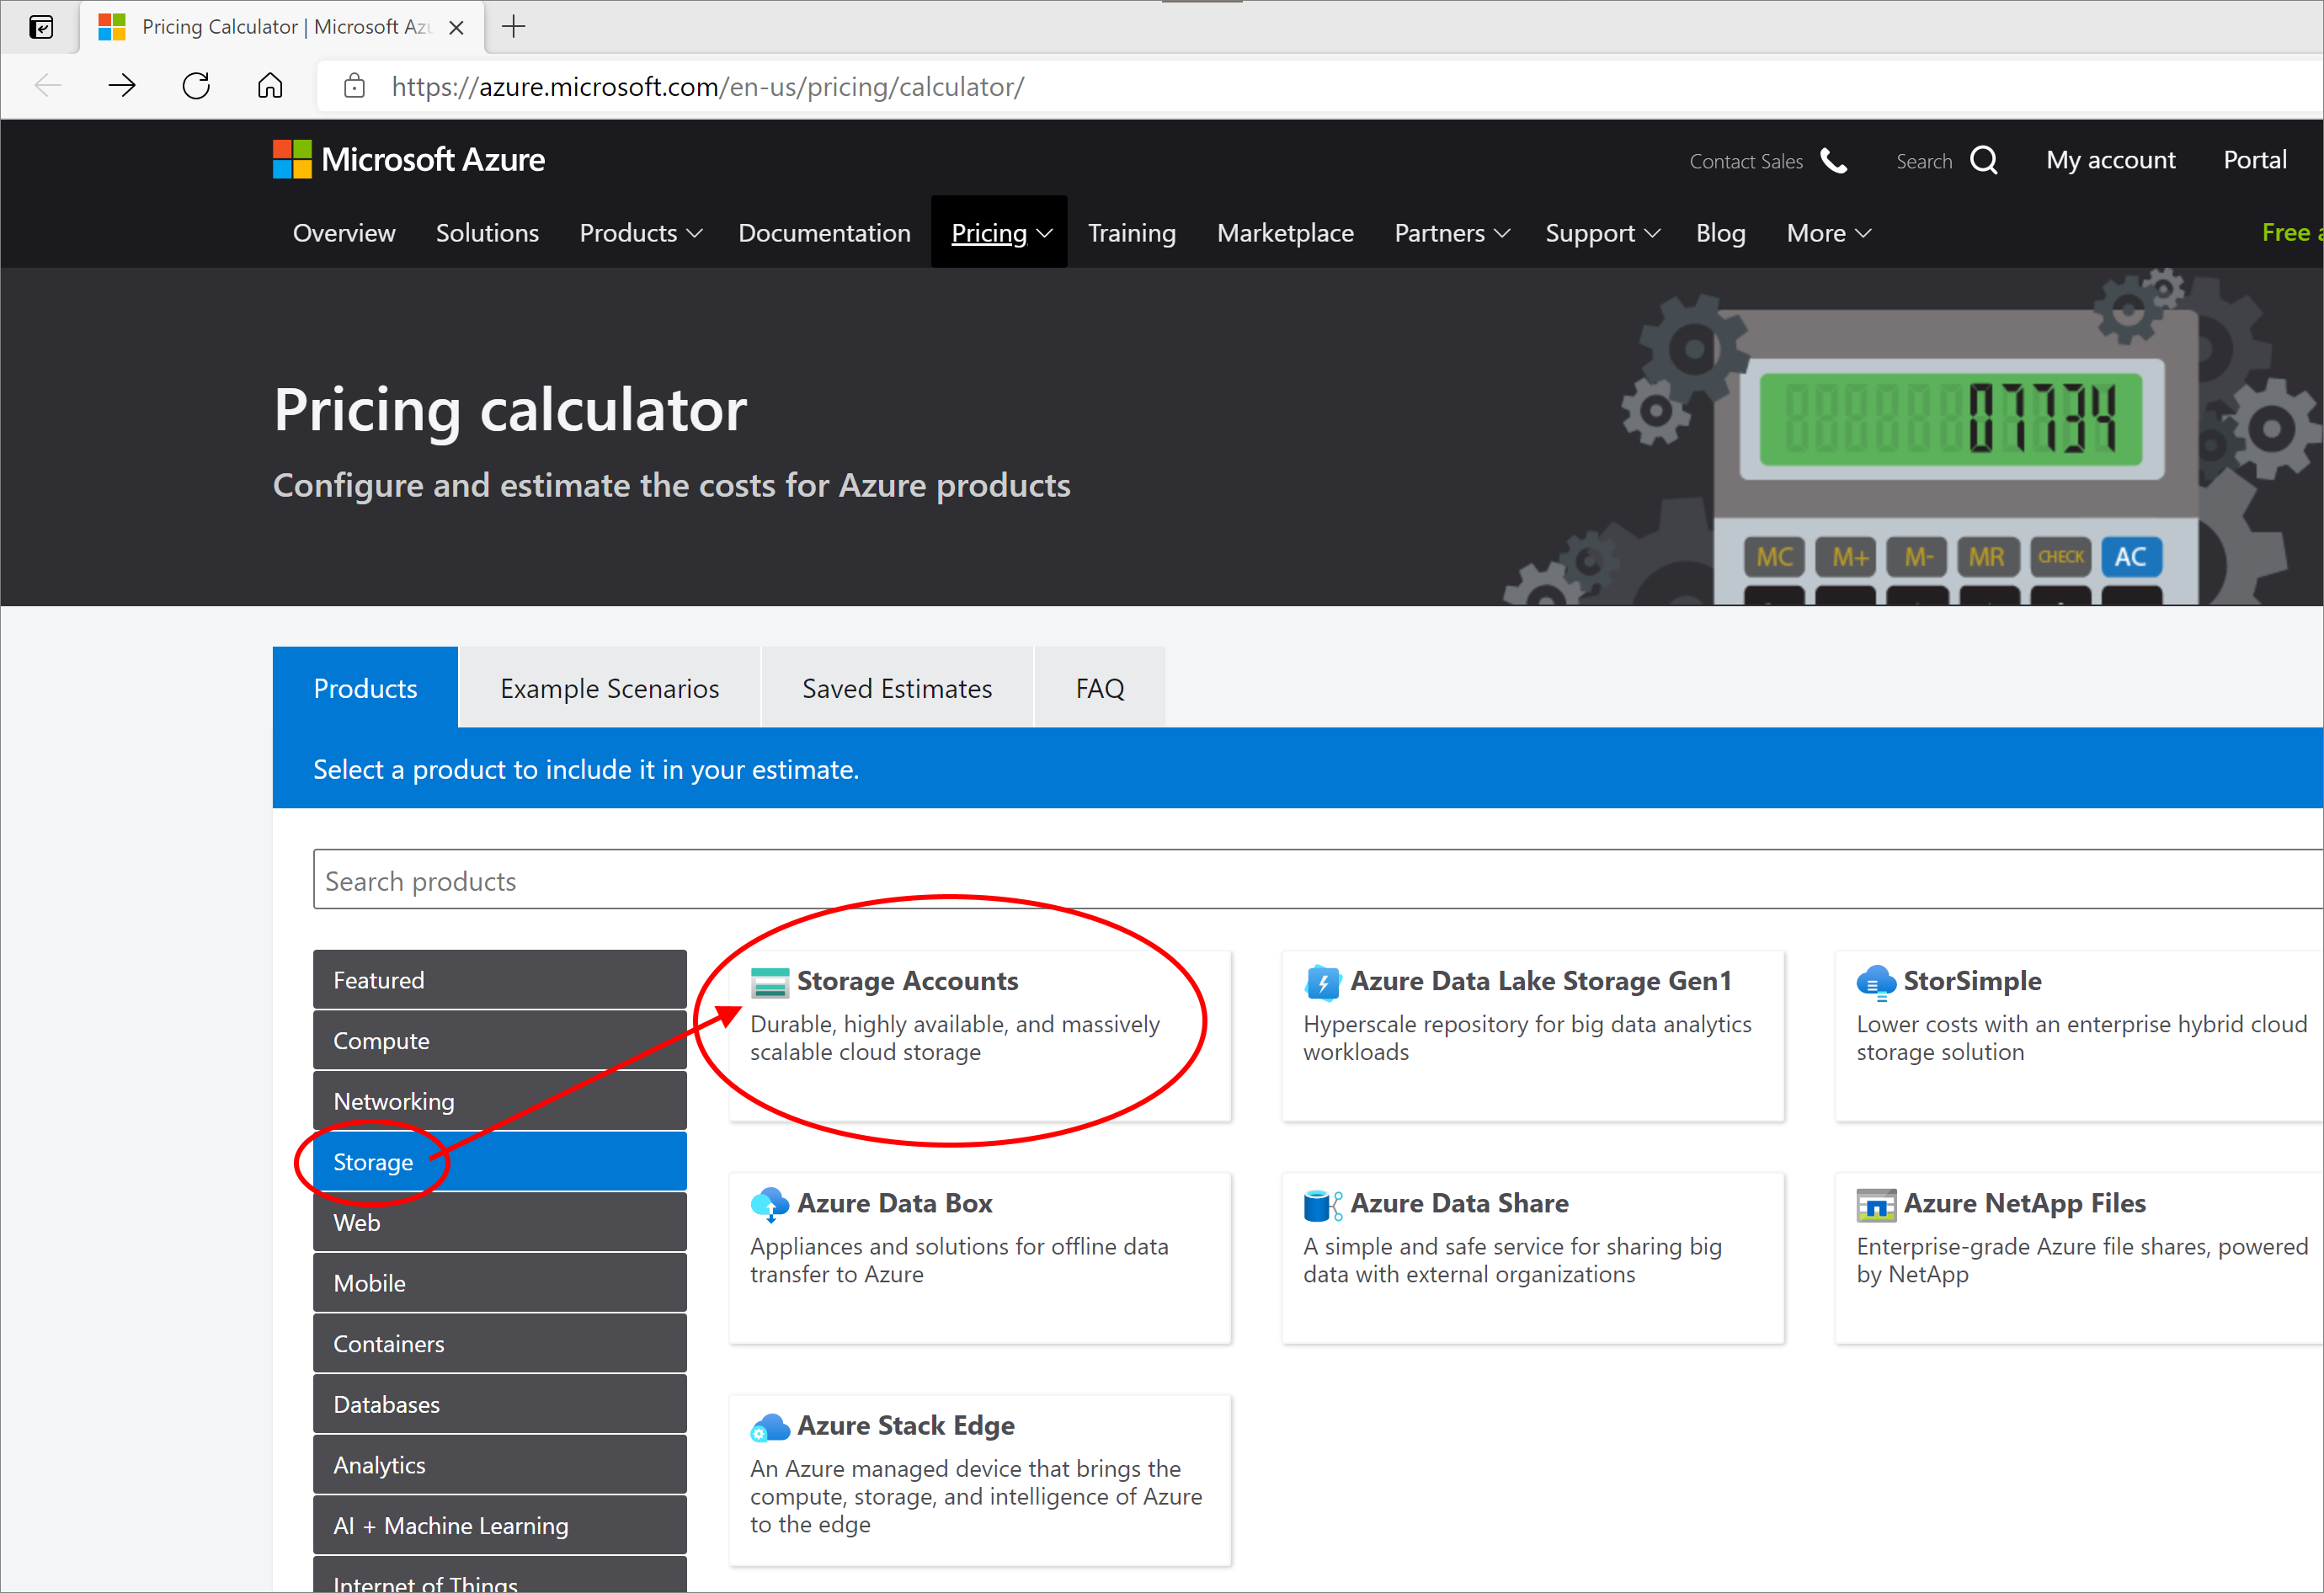 Pricing Calculator | Microsoft Azu
https://azure.microsoft.com/en-us/pricing/calculator/
Microsoft Azure
Contact Sales
Search
My account
Portal
Overview
Solutions
Products
Documentation
Pricing
Training
Marketplace
Partners
Support
Blog
More
Free a
Pricing calculator
Configure and estimate the costs for Azure products
07734
MC
M+
M-
MR
CHECK
AC
Products
Example Scenarios
Saved Estimates
FAQ
Select a product to include it in your estimate.
Search products
Featured
Compute
Networking
Storage
Web
Mobile
Containers
Databases
Analytics
AI + Machine Learning
Internet of Things
Storage Accounts
Durable, highly available, and massively
scalable cloud storage
Azure Data Lake Storage Gen1
Hyperscale repository for big data analytics
workloads
StorSimple
Lower costs with an enterprise hybrid cloud
storage solution
Azure Data Box
Appliances and solutions for offline data
transfer to Azure
Azure Data Share
A simple and safe service for sharing big
data with external organizations
Azure NetApp Files
Enterprise-grade Azure file shares, powered
by NetApp
Azure Stack Edge
An Azure managed device that brings the
compute, storage, and intelligence of Azure
to the edge